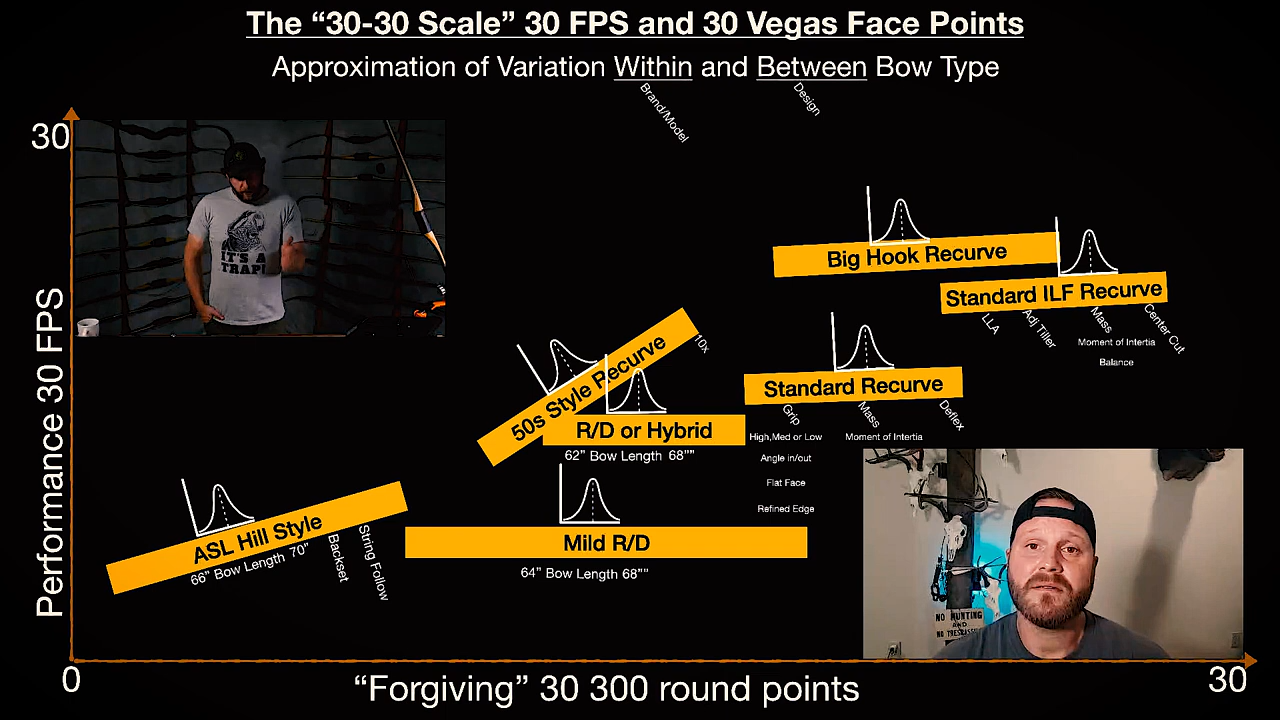 The “30-30 Scale” 30 FPS and 30 Vegas Face Points
Approximation of Variation Within and Between Bow Type
Brand/Model
Design
30
IT'S A
TRAP!
Performance 30 FPS
Big Hook Recurve
Standard ILF Recurve
LLA
Adj Tiller
Mass
Center Cut
Moment of Intertia
Balance
50s Style Recurve
10x
R/D or Hybrid
62” Bow Length 68””
Standard Recurve
Grip
Mass
Deflex
High,Med or Low
Moment of Intertia
Angle in/out
Flat Face
Refined Edge
ASL Hill Style
66” Bow Length 70”
Backset
String Follow
Mild R/D
64” Bow Length 68””
NO HUNTING
AND
NO TRESPASSING
0
“Forgiving” 30 300 round points
30